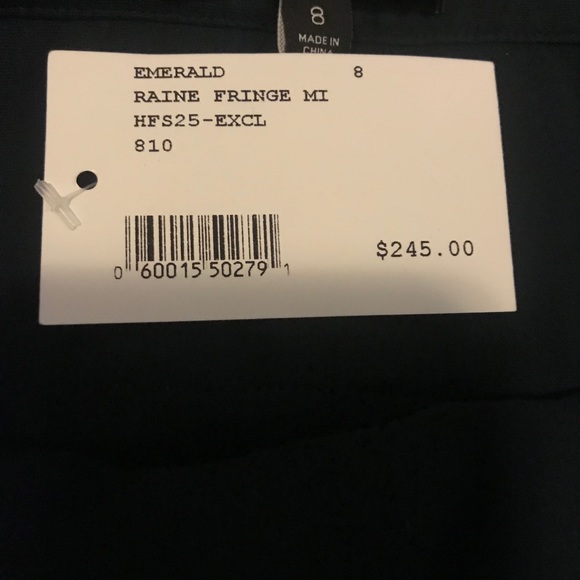 8
MADE IN
CHINA
EMERALD 8
RAINE FRINGE MI
HFS25-EXCL
810
0 60015 50279 1
$245.00